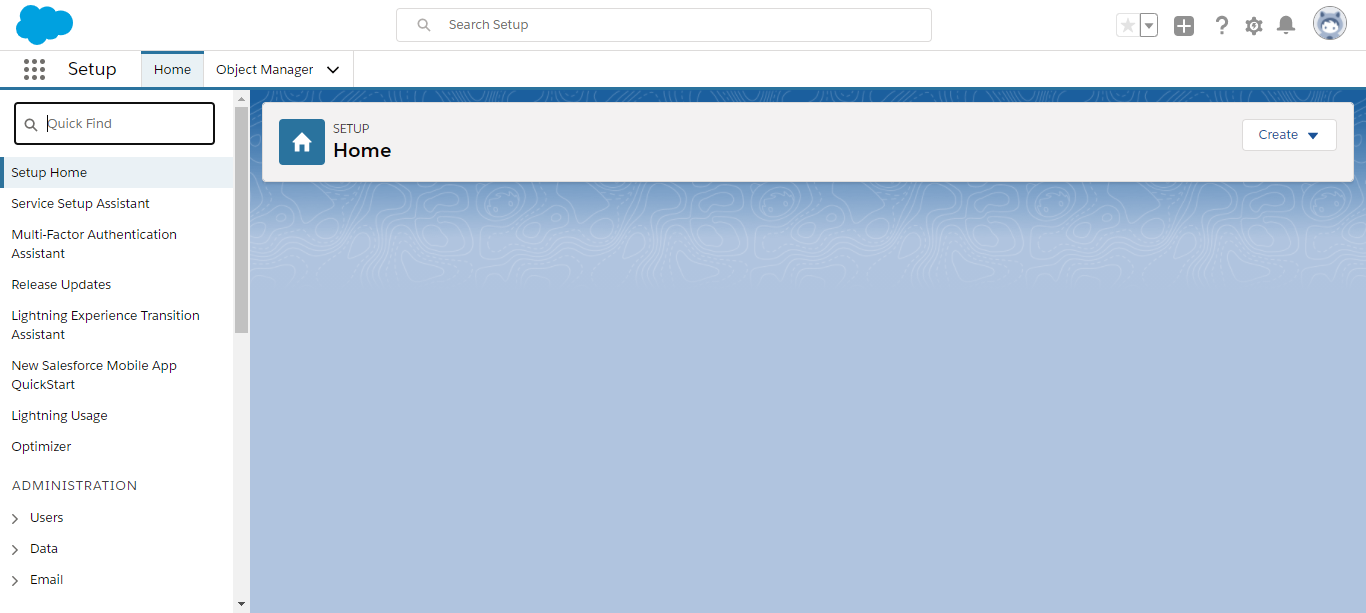 Search Setup
Setup
Home
Object Manager
Quick Find
Setup Home
Service Setup Assistant
Multi-Factor Authentication
Assistant
Release Updates
Lightning Experience Transition
Assistant
New Salesforce Mobile App
QuickStart
Lightning Usage
Optimizer
ADMINISTRATION
Users
Data
Email
SETUP
Home
Create